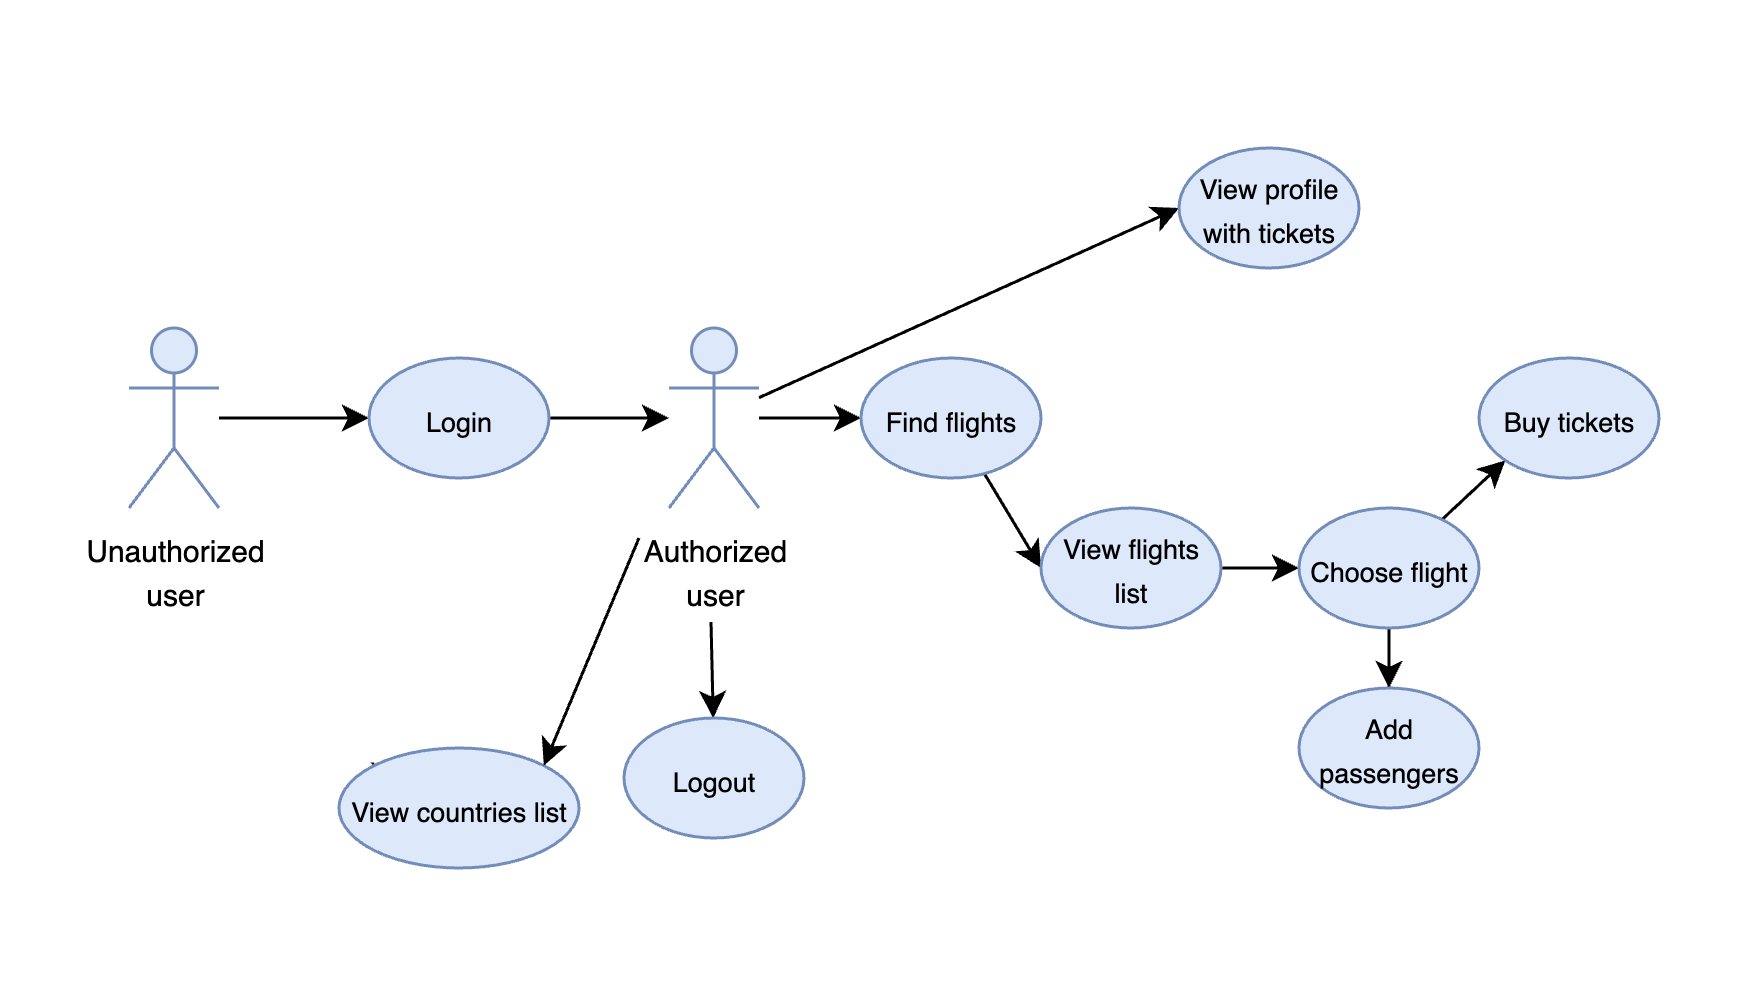 View profile
with tickets
Login
Find flights
Buy tickets
Unauthorized
user
Authorized
user
View flights
list
Choose flight
Add
passengers
View countries list
Logout